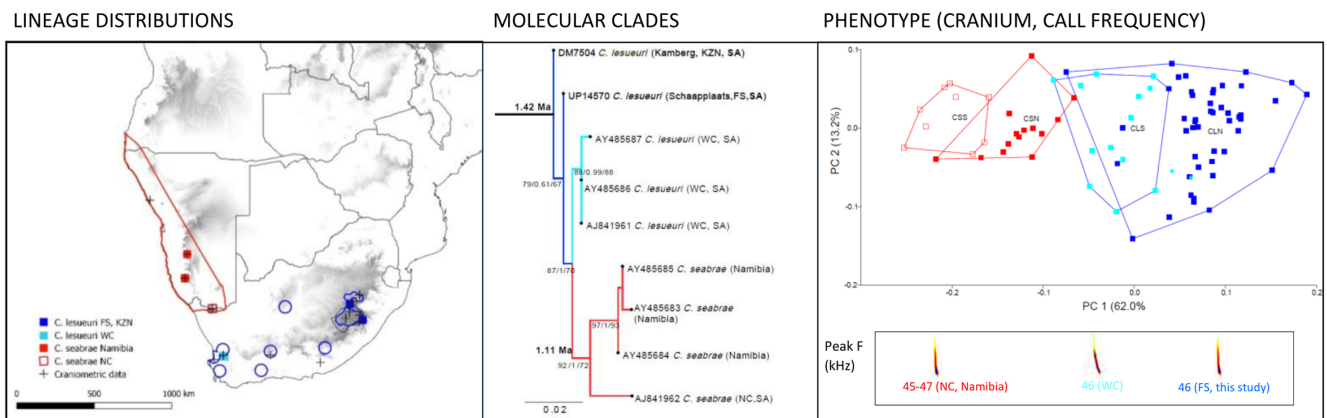 LINEAGE DISTRIBUTIONS
C. lesueuri FS, KZN
C. lesueuri WC
C. seabrae Namibia
C. seabrae NC
Craniometric data
0 500 1000 km
MOLECULAR CLADES
DM7504 C. lesueuri (Kamberg, KZN, SA)
UP14570 C. lesueuri (Schaapplaats,FS,SA)
1.42 Ma
AY485687 C. lesueuri (WC, SA)
88/0.99/88
79/0.61/67
AY485686 C. lesueuri (WC, SA)
AJ841961 C. lesueuri (WC, SA)
87/1/70
AY485685 C. seabrae (Namibia)
AY485683 C. seabrae
(Namibia)
97/1/93
1.11 Ma
AY485684 C. seabrae (Namibia)
92/1/72
AJ841962 C. seabrae (NC,SA)
0.02
PHENOTYPE (CRANIUM, CALL FREQUENCY)
PC 2 (13.2%)
0.1
0.0
-0.1
-0.2
CSS
CSN
CLS
CLN
-0.2 -0.1 0.0 0.1
PC 1 (62.0%)
Peak F
(kHz)
45-47 (NC, Namibia)
46 (WC)
46 (FS, this study)